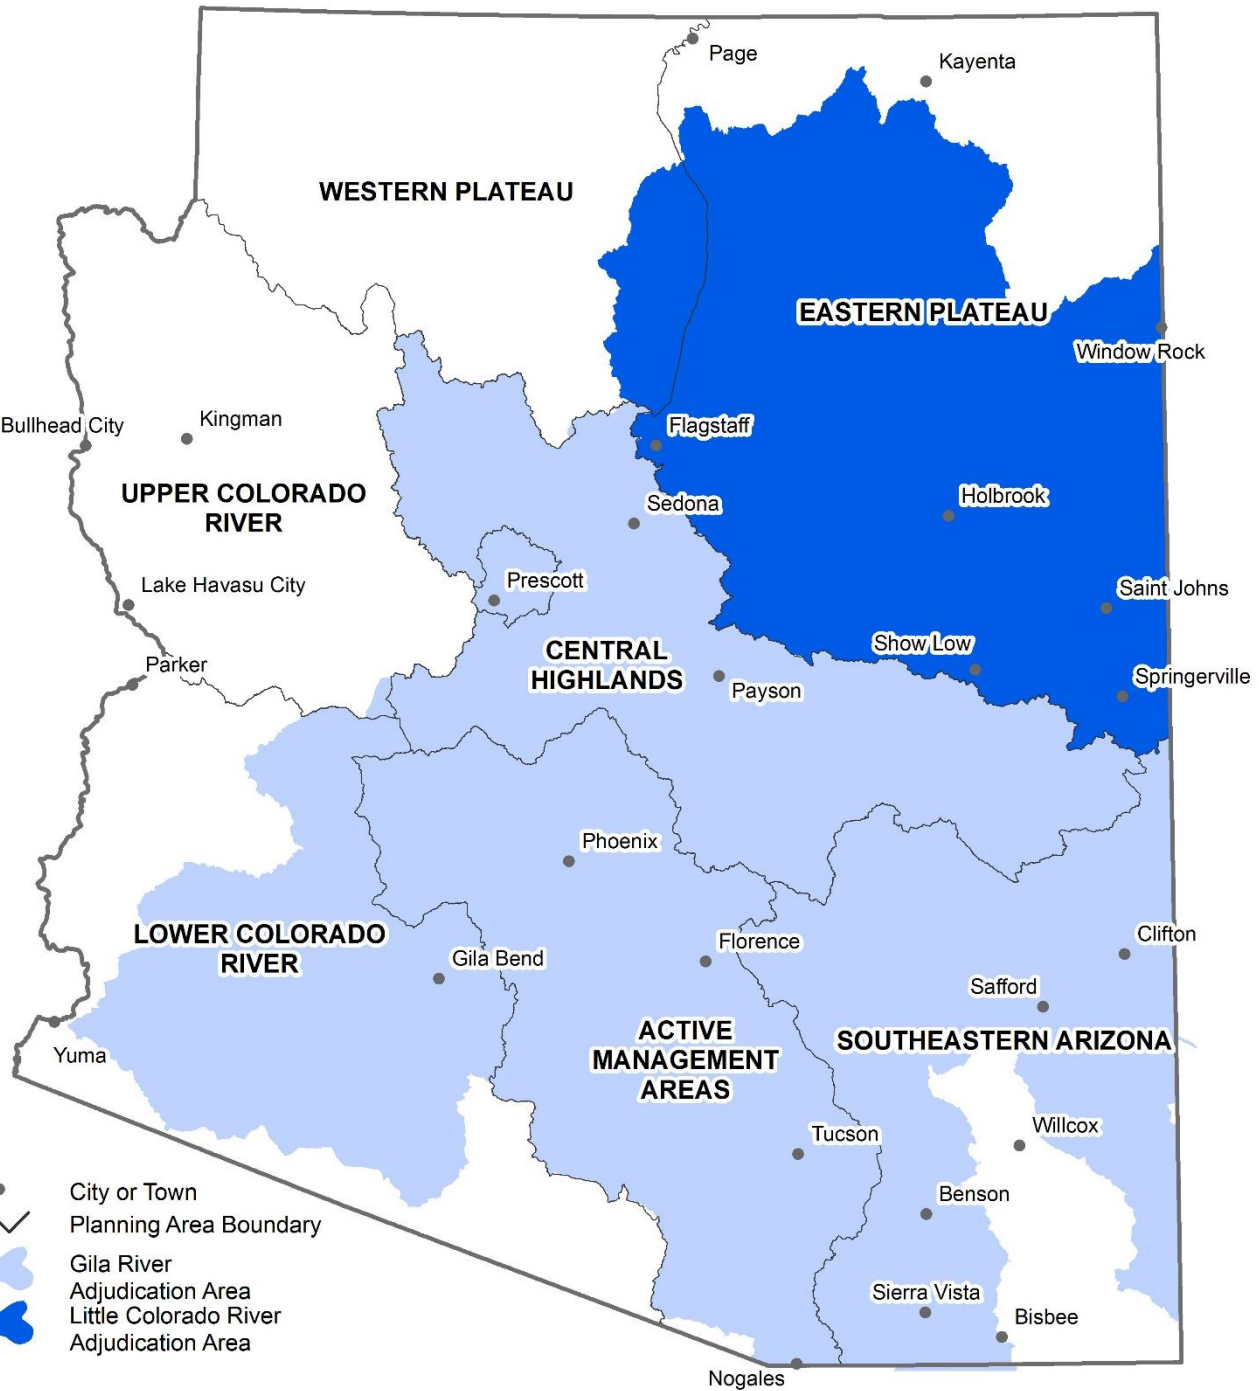 Page
Kayenta
WESTERN PLATEAU
EASTERN PLATEAU
Window Rock
Bullhead City
Kingman
Flagstaff
UPPER COLORADO
RIVER
Sedona
Holbrook
Lake Havasu City
Prescott
Saint Johns
Parker
CENTRAL
HIGHLANDS
Show Low
Payson
Springerville
Phoenix
LOWER COLORADO
RIVER
Gila Bend
Florence
Clifton
Safford
Yuma
ACTIVE
MANAGEMENT
AREAS
SOUTHEASTERN ARIZONA
Tucson
Willcox
Benson
Sierra Vista
Bisbee
Nogales
City or Town
Planning Area Boundary
Gila River
Adjudication Area
Little Colorado River
Adjudication Area